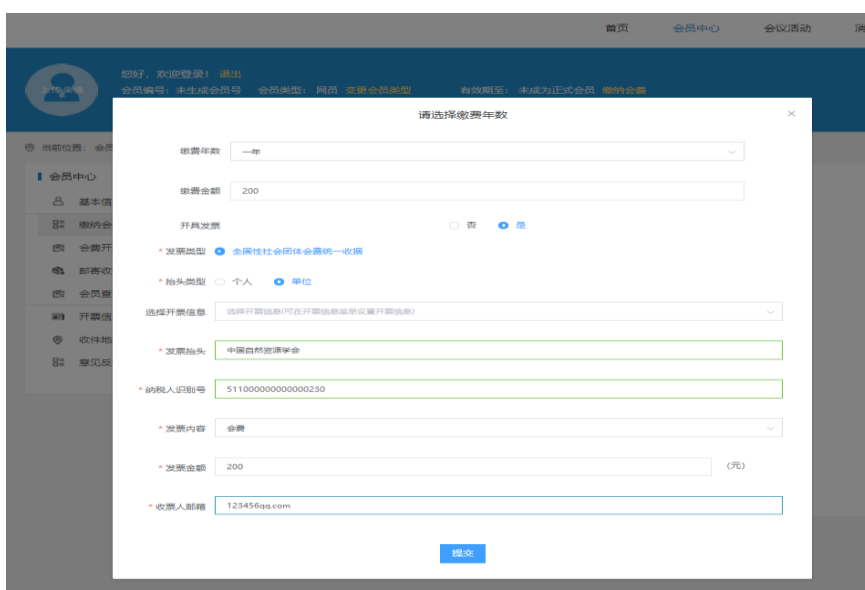 首页 会员中心 会议活动 消
您好，欢迎登录！ 退出
会员编号：未生成会员号 会员类型： 网员 变更会员类型 有效期至： 未成为正式会员 缴纳会费
上传头像
请选择缴费年数 ×
当前位置： 会员
会员中心
基本信
缴纳会
会费开
邮寄收
会员查
开票信
收件地
意见反
缴费年数 一年
缴费金额 200
开具发票 否 是
* 发票类型 全国性社会团体会费统一收据
* 抬头类型 个人 单位
选择开票信息 选择开票信息(可在开票信息菜单设置开票信息)
* 发票抬头 中国自然资源学会
* 纳税人识别号 511000000000000230
* 发票内容 会费
* 发票金额 200 (元)
* 收票人邮箱 123456qq.com
提交